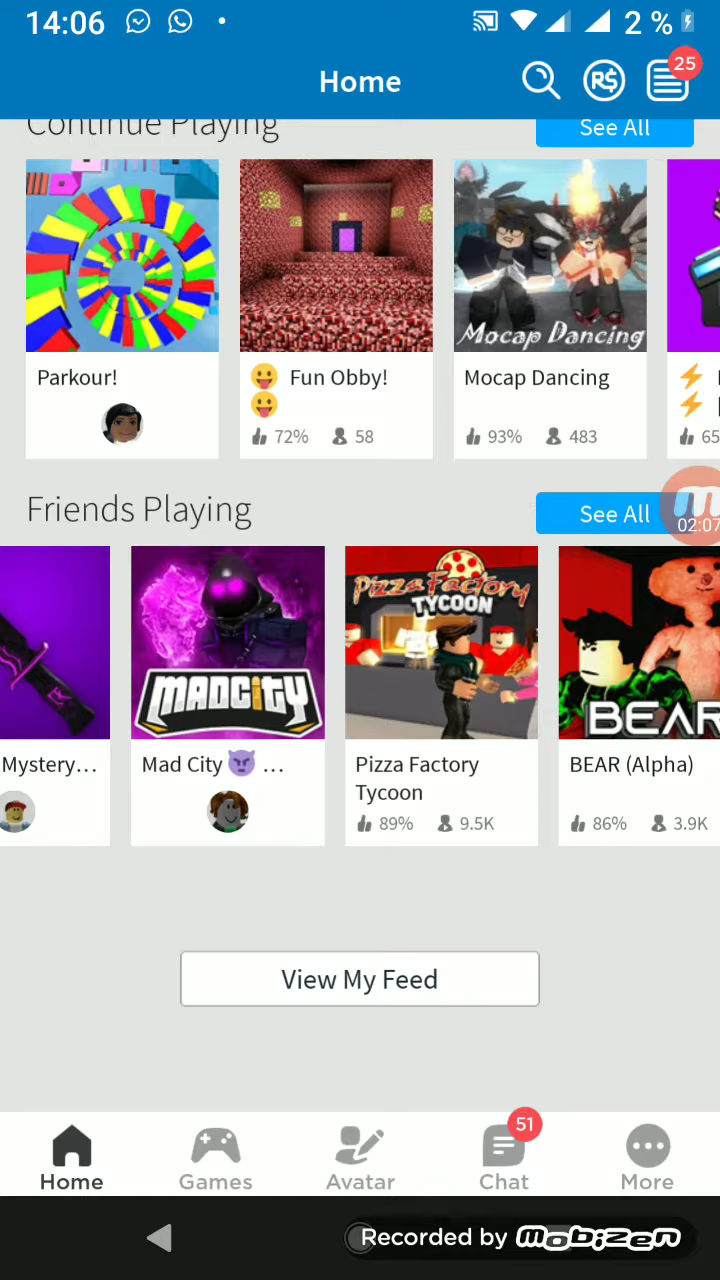 14:06
2 %
Home
25
Continue Playing
See All
Mocap Dancing
Parkour!
Fun Obby!
Mocap Dancing
72% 58
93% 483
65
Friends Playing
See All
02:07
MADCITY
Pizza Factory
TYCOON
BEAR
Mystery...
Mad City ...
Pizza Factory
Tycoon
BEAR (Alpha)
89% 9.5K
86% 3.9K
View My Feed
51
Home
Games
Avatar
Chat
More
Recorded by mobizen